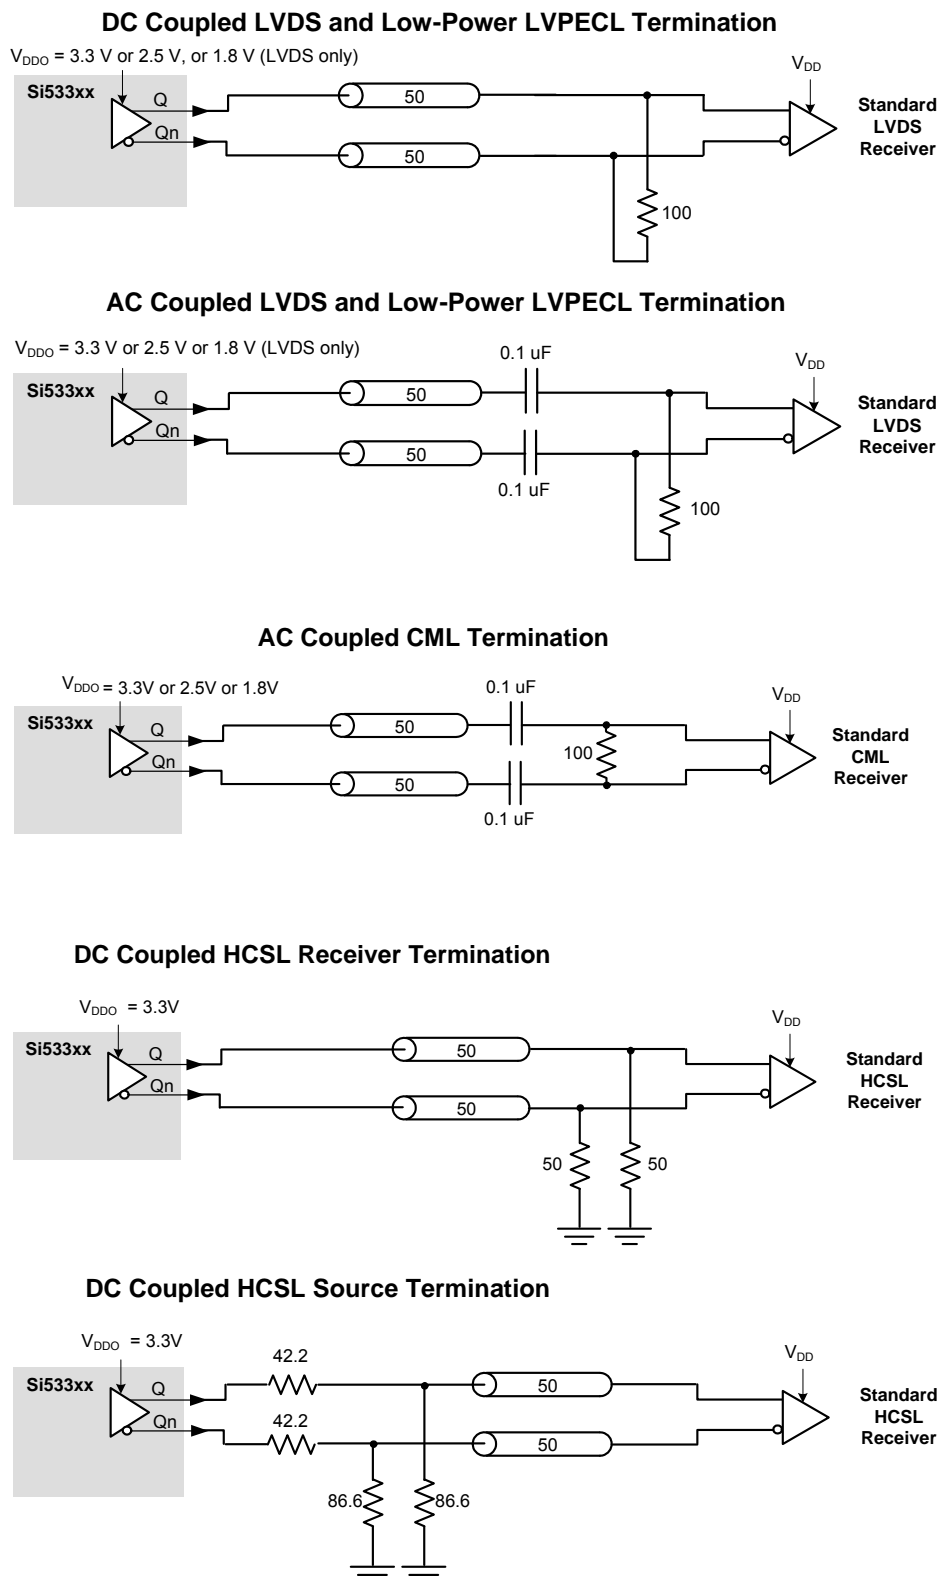 DC Coupled LVDS and Low-Power LVPECL Termination
VDDO = 3.3 V or 2.5 V, or 1.8 V (LVDS only)
Si533xx
Q
Qn
50
50
100
VDD
Standard
LVDS
Receiver
AC Coupled LVDS and Low-Power LVPECL Termination
VDDO = 3.3 V or 2.5 V or 1.8 V (LVDS only)
Si533xx
Q
Qn
50
50
0.1 uF
0.1 uF
100
VDD
Standard
LVDS
Receiver
AC Coupled CML Termination
VDDO = 3.3V or 2.5V or 1.8V
Si533xx
Q
Qn
50
50
0.1 uF
0.1 uF
100
VDD
Standard
CML
Receiver
DC Coupled HCSL Receiver Termination
VDDO = 3.3V
Si533xx
Q
Qn
50
50
50
50
VDD
Standard
HCSL
Receiver
DC Coupled HCSL Source Termination
VDDO = 3.3V
Si533xx
Q
Qn
42.2
42.2
86.6
86.6
50
50
VDD
Standard
HCSL
Receiver